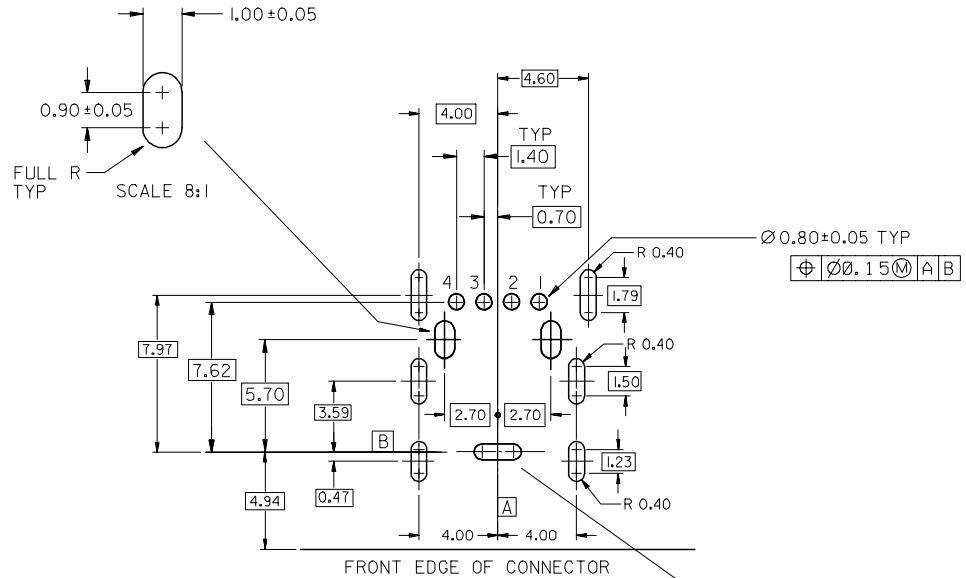 1.00±0.05
4.60
0.90±0.05
4.00
TYP
1.40
FULL R
TYP
SCALE 8:1
TYP
0.70
Ø0.80±0.05 TYP
⌖ Ø0.15Ⓜ A B
R 0.40
4 3 2 1
1.79
7.97
7.62
R 0.40
5.70
1.50
3.59
2.70 2.70
B
1.23
4.94
0.47
A
R 0.40
4.00 4.00
FRONT EDGE OF CONNECTOR